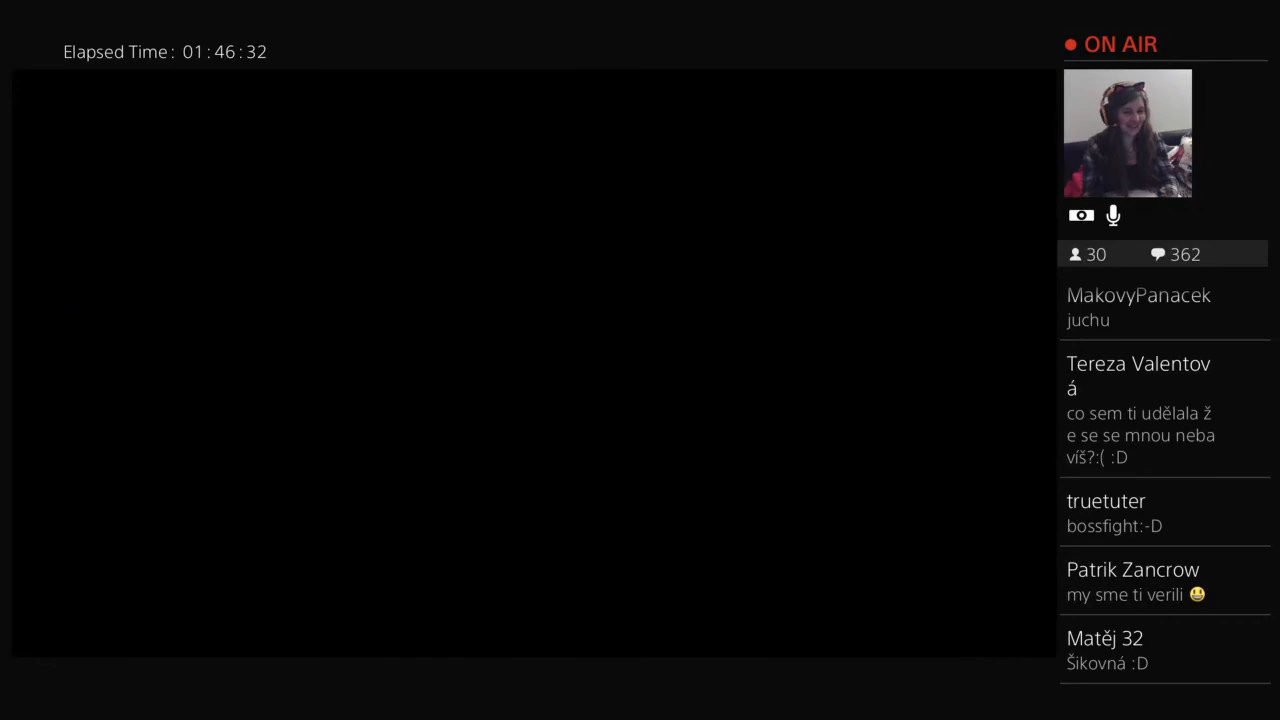 Elapsed Time: 01:46:32
ON AIR
30 362
MakovyPanacek
juchu
Tereza Valentov
á
co sem ti udělala ž
e se se mnou neba
víš?:( :D
truetuter
bossfight:-D
Patrik Zancrow
my sme ti verili 😃
Matěj 32
Šikovná :D